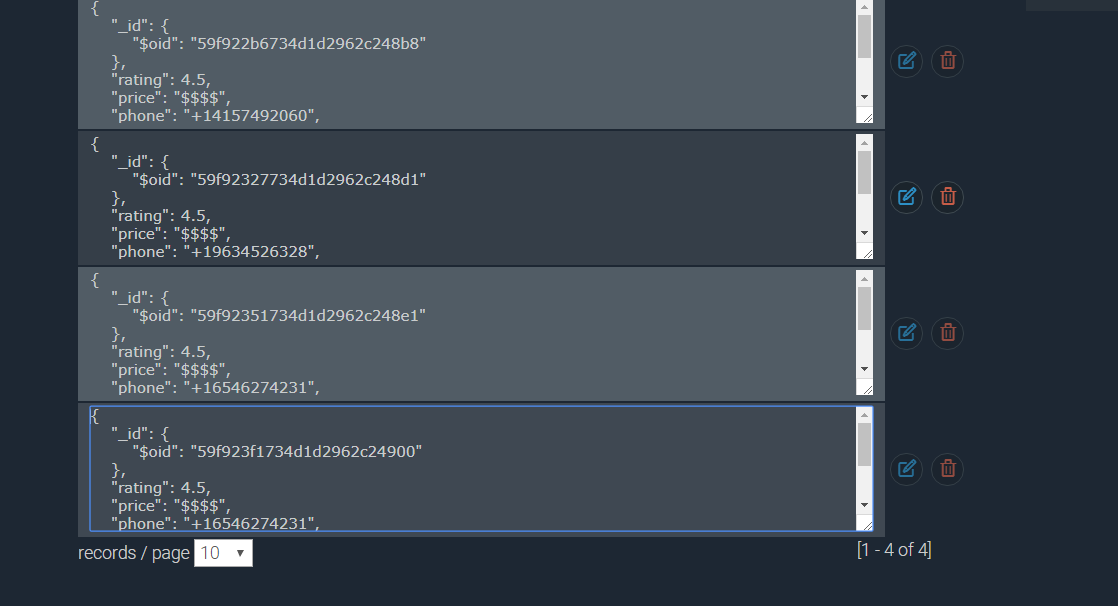 {
"_id": {
"$oid": "59f922b6734d1d2962c248b8"
},
"rating": 4.5,
"price": "$$$$",
"phone": "+14157492060",
{
"_id": {
"$oid": "59f92327734d1d2962c248d1"
},
"rating": 4.5,
"price": "$$$$",
"phone": "+19634526328",
{
"_id": {
"$oid": "59f92351734d1d2962c248e1"
},
"rating": 4.5,
"price": "$$$$",
"phone": "+16546274231",
{
"_id": {
"$oid": "59f923f1734d1d2962c24900"
},
"rating": 4.5,
"price": "$$$$",
"phone": "+16546274231",
records / page 10 [1 - 4 of 4]